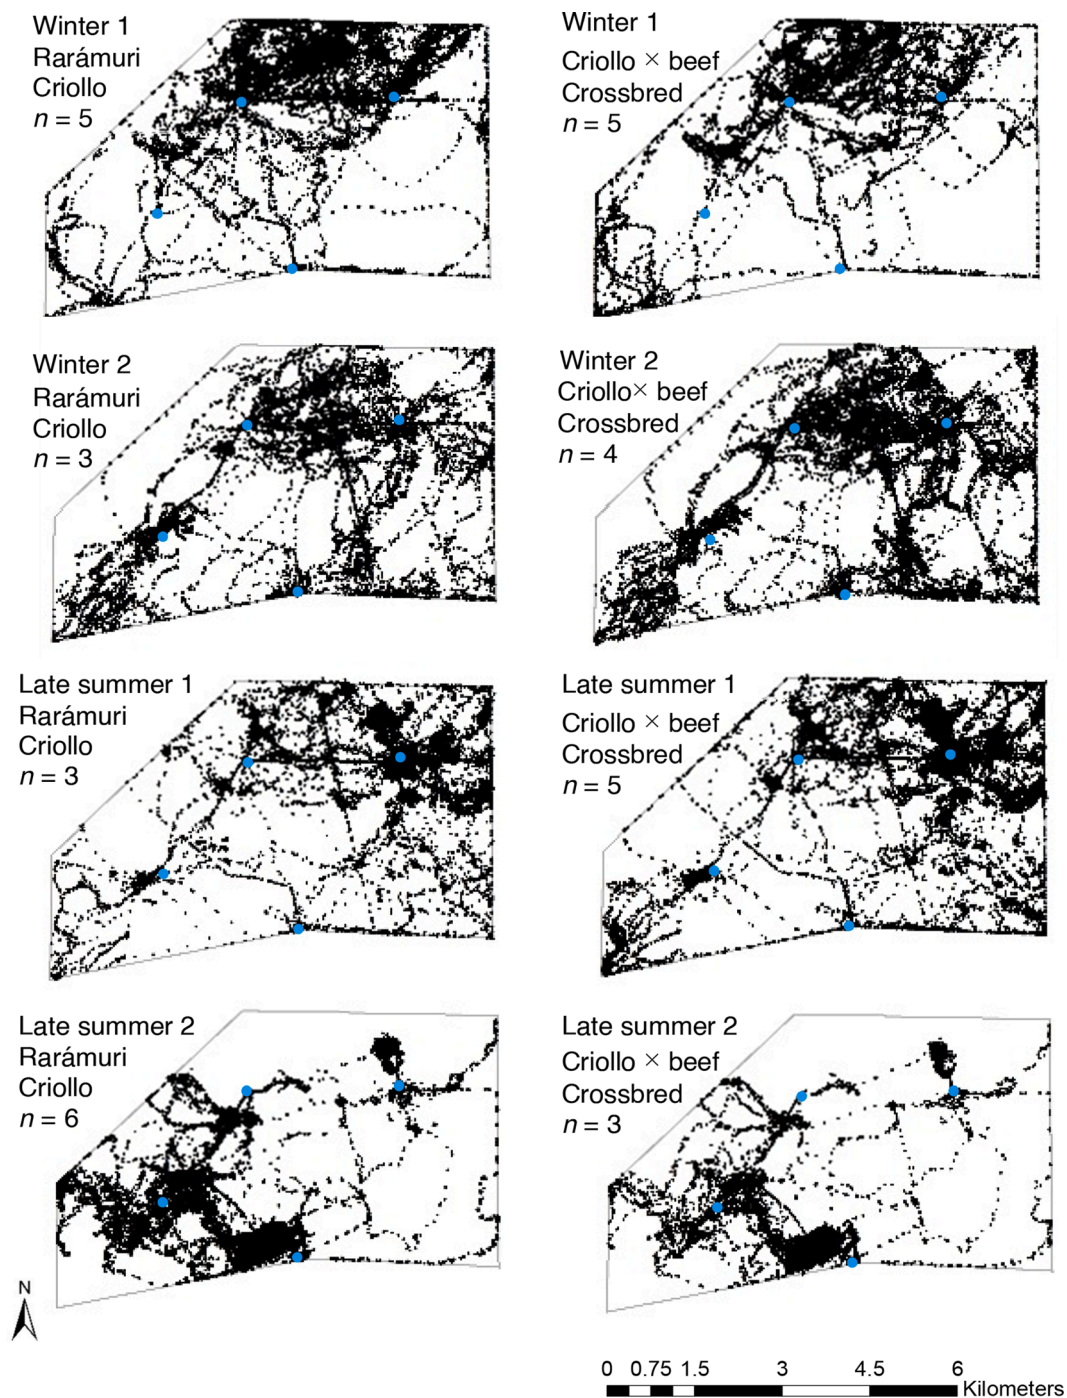 Winter 1
Rarámuri
Criollo
n = 5
Winter 1
Criollo × beef
Crossbred
n = 5
Winter 2
Rarámuri
Criollo
n = 3
Winter 2
Criollo× beef
Crossbred
n = 4
Late summer 1
Rarámuri
Criollo
n = 3
Late summer 1
Criollo × beef
Crossbred
n = 5
Late summer 2
Rarámuri
Criollo
n = 6
Late summer 2
Criollo × beef
Crossbred
n = 3
N
0 0.75 1.5 3 4.5 6
Kilometers